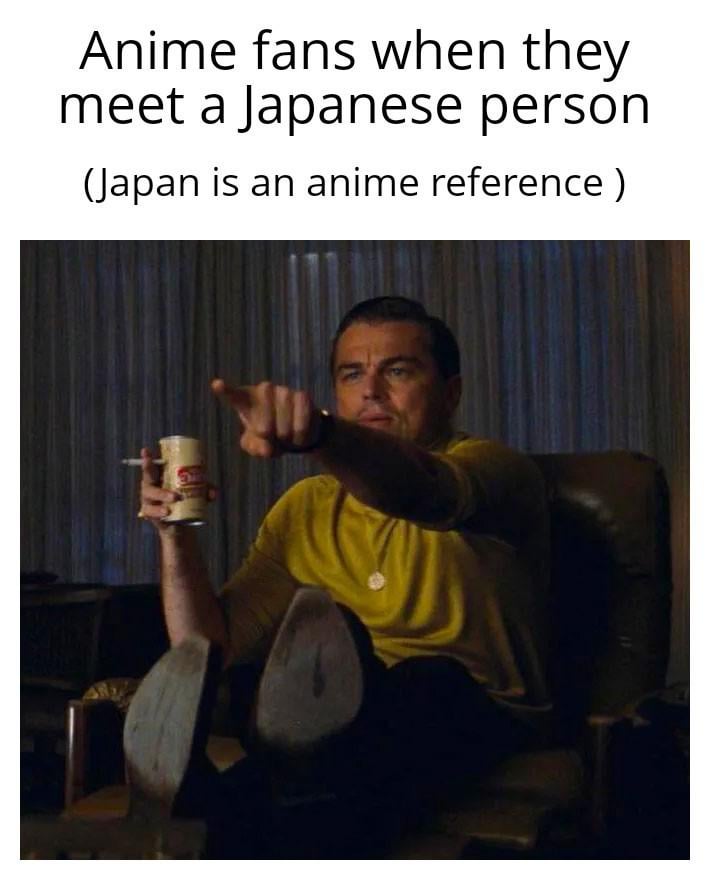 Anime fans when they
meet a Japanese person
(Japan is an anime reference )